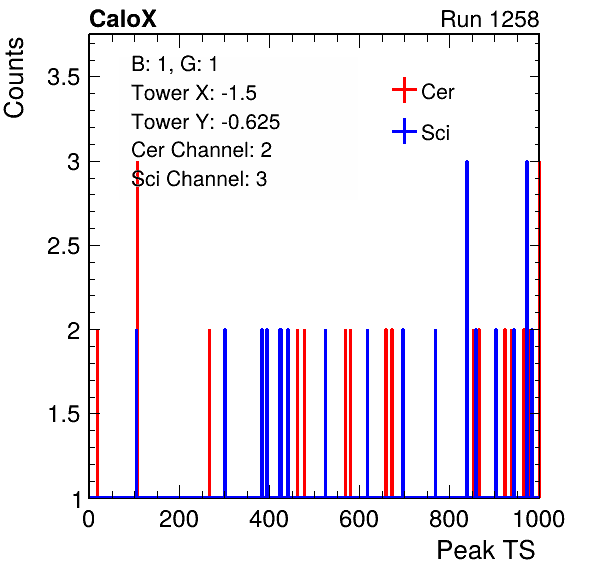 CaloX Run 1258
Counts
3.5
3
2.5
2
1.5
1
B: 1, G: 1
Tower X: -1.5
Tower Y: -0.625
Cer Channel: 2
Sci Channel: 3
Cer
Sci
0 200 400 600 800 1000
Peak TS